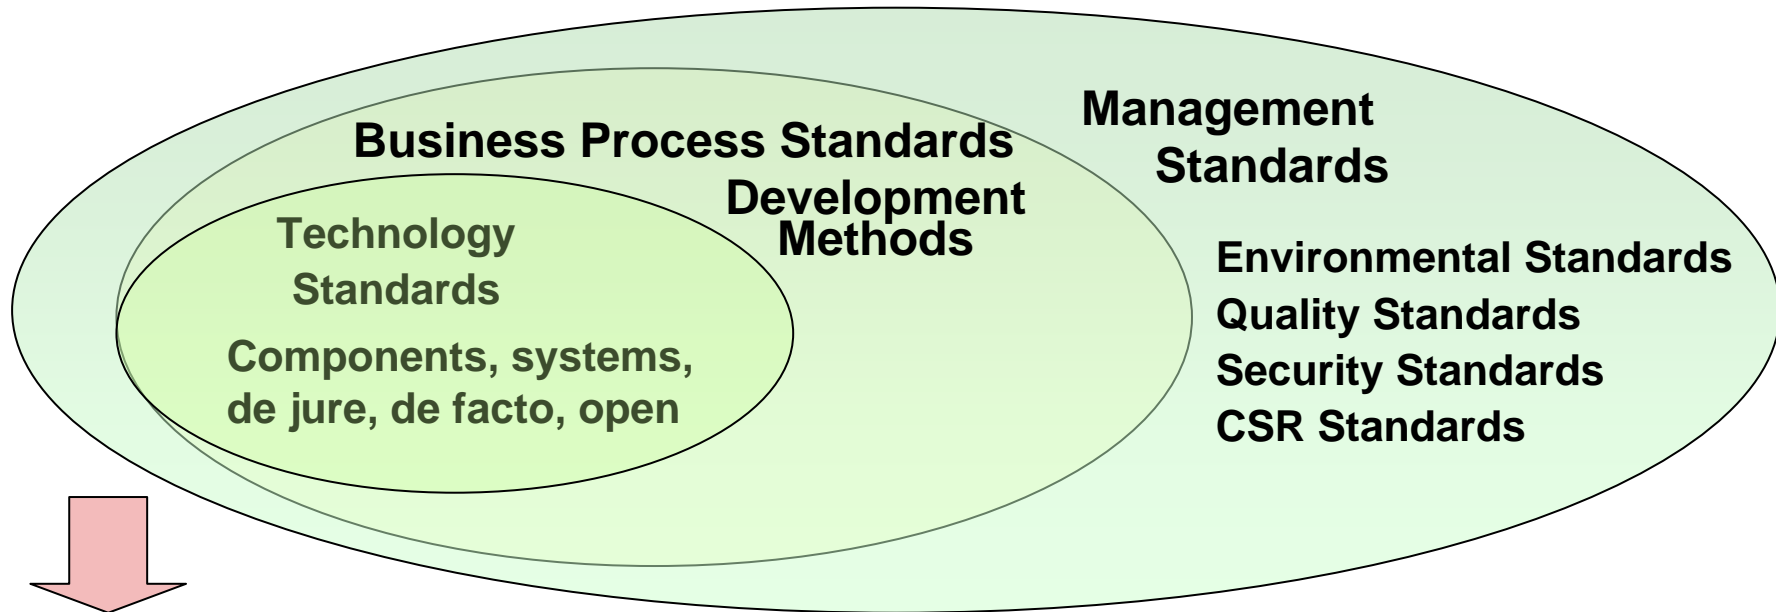 Management
Standards
Business Process Standards
Development
Methods
Technology
Standards
Components, systems,
de jure, de facto, open
Environmental Standards
Quality Standards
Security Standards
CSR Standards